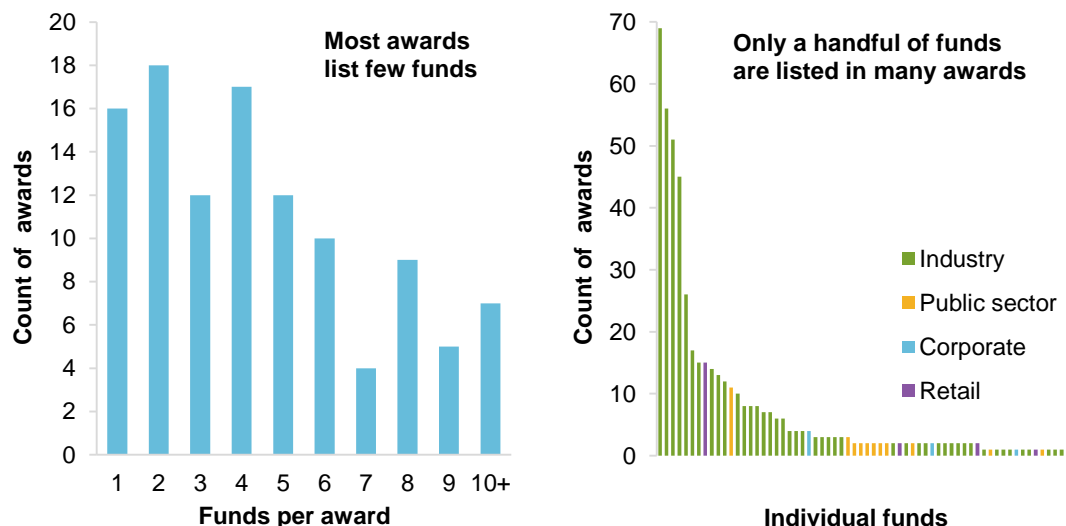 Most awards
list few funds
Count of awards
20
18
16
14
12
10
8
6
4
2
0
1 2 3 4 5 6 7 8 9 10+
Funds per award
Only a handful of funds
are listed in many awards
Count of awards
70
60
50
40
30
20
10
0
Industry
Public sector
Corporate
Retail
Individual funds